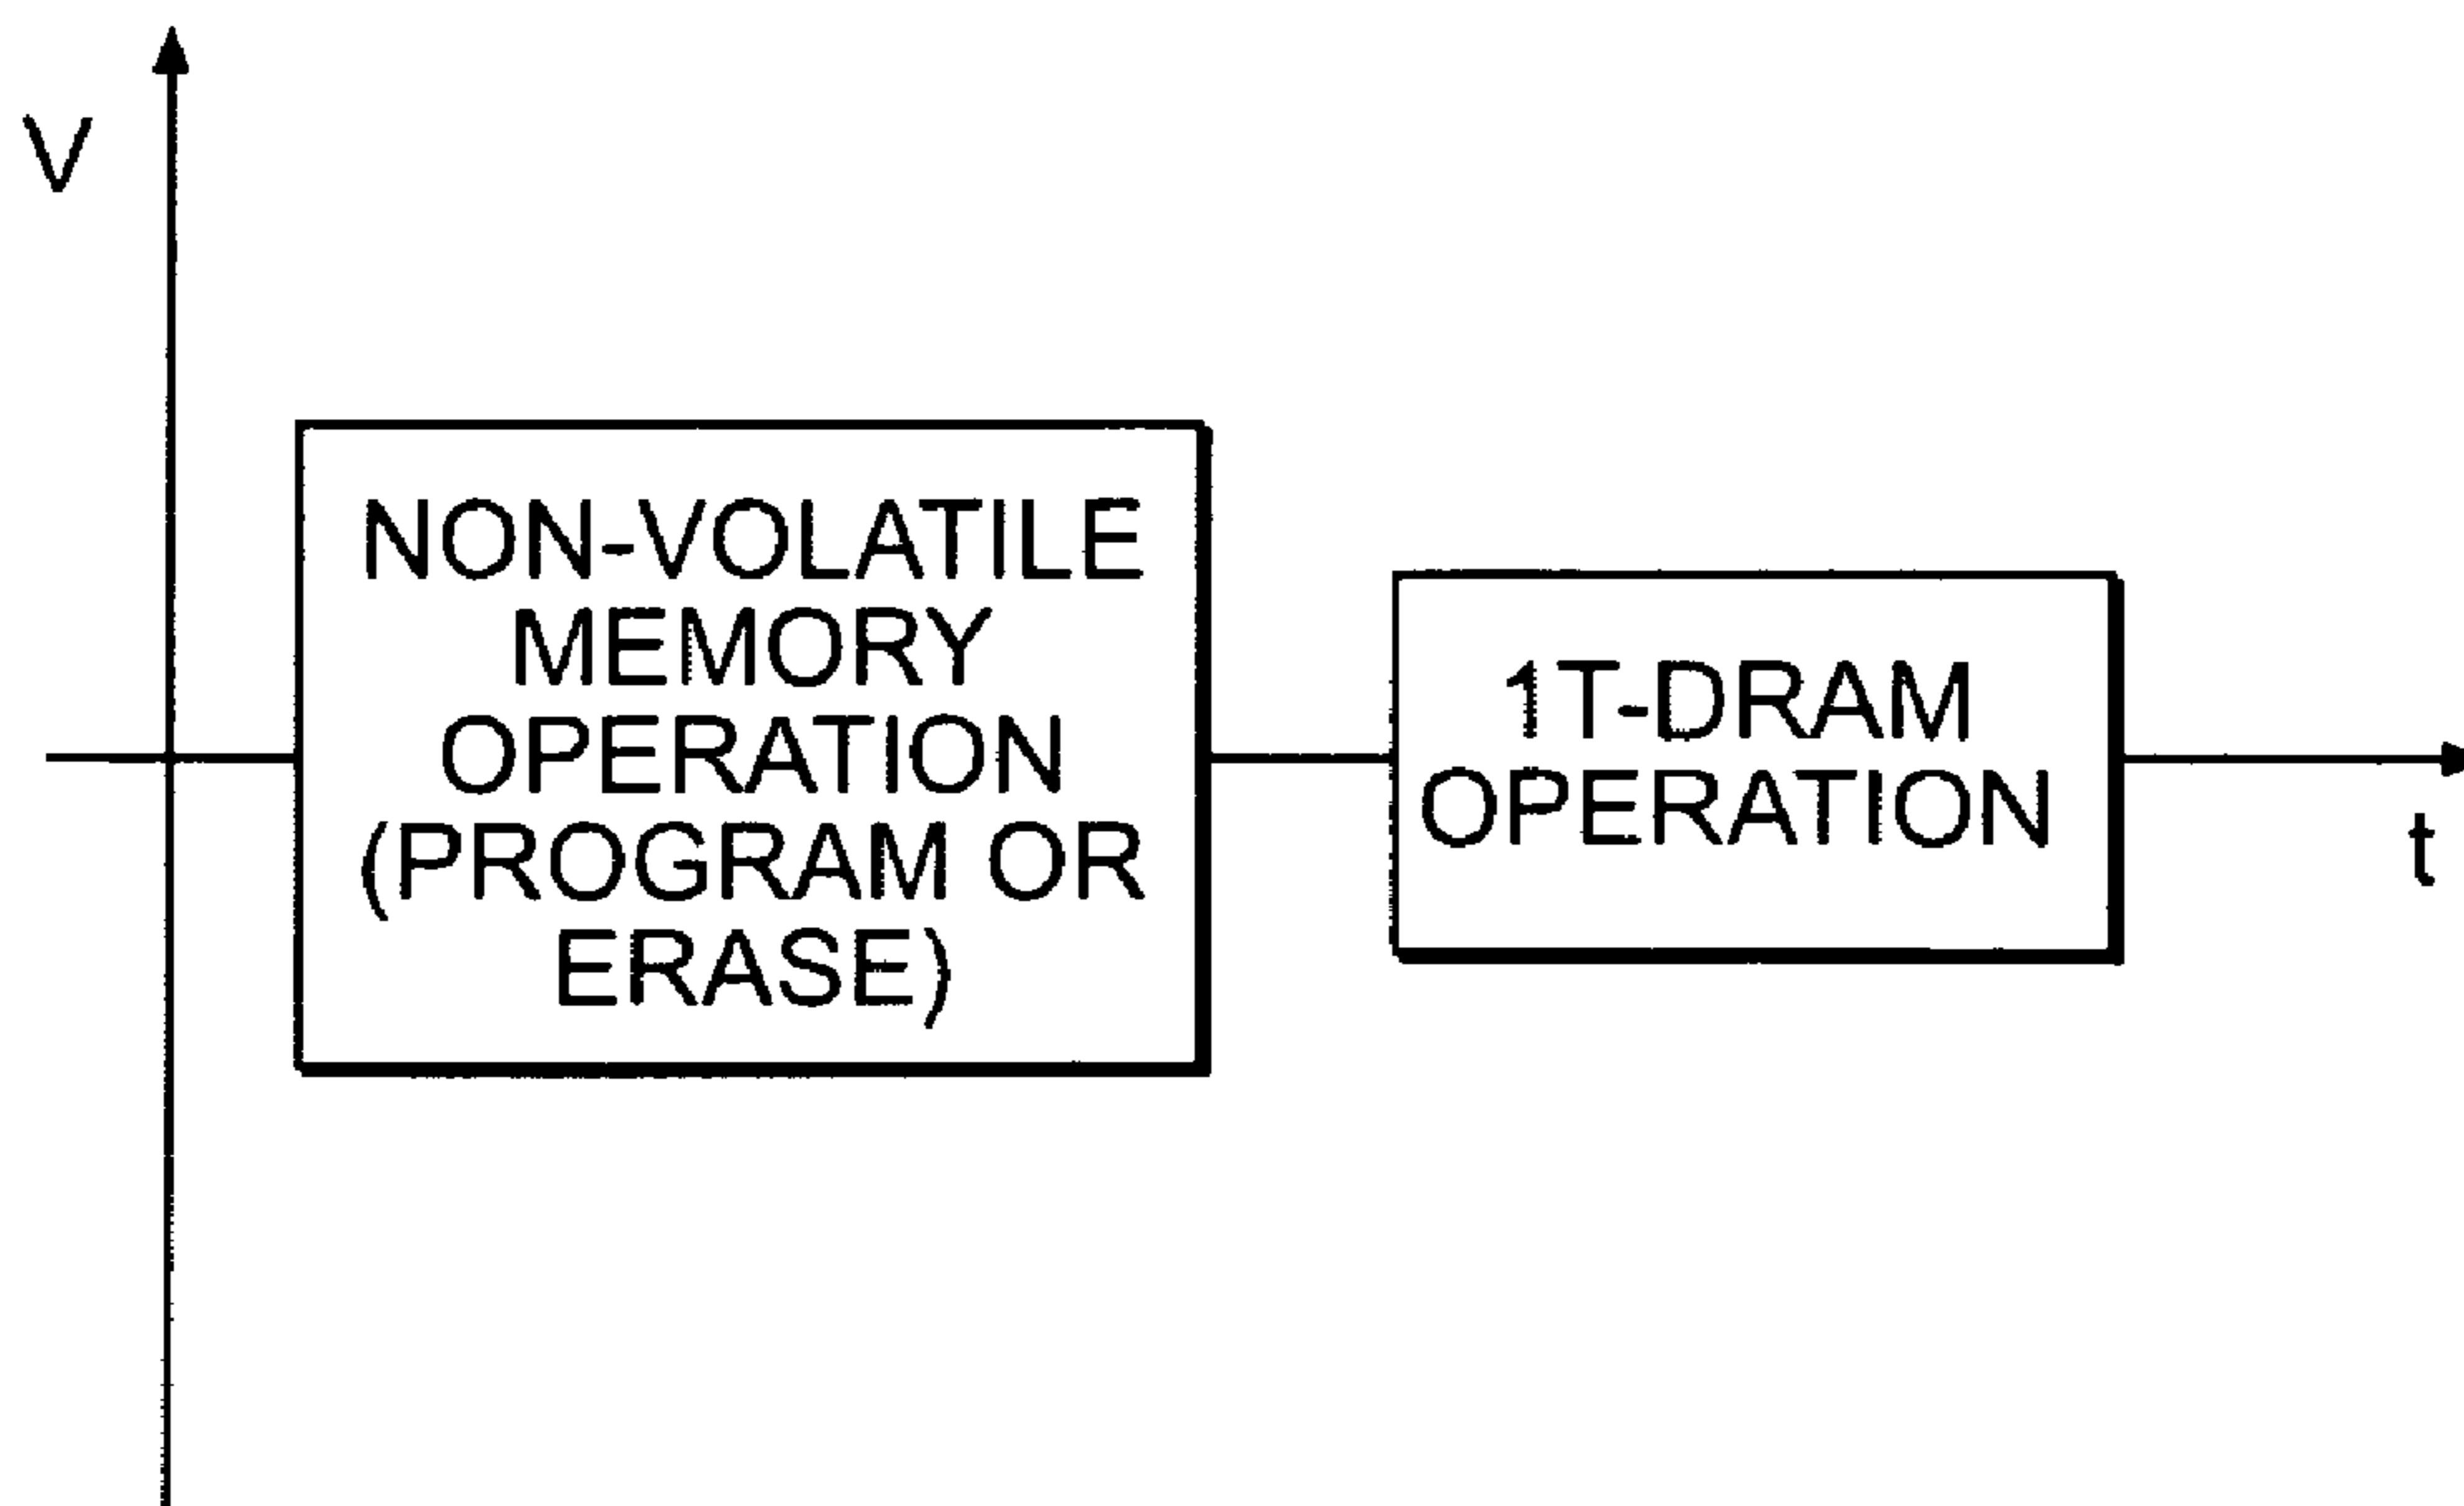 V
NON-VOLATILE
MEMORY
OPERATION
(PROGRAM OR
ERASE)
1T-DRAM
OPERATION
t